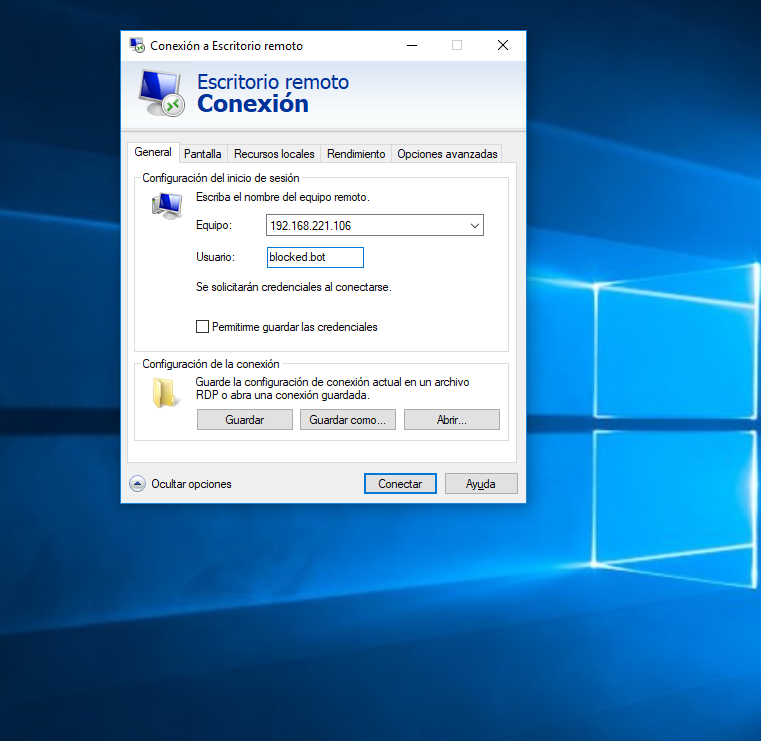 Conexión a Escritorio remoto
Escritorio remoto
Conexión
General Pantalla Recursos locales Rendimiento Opciones avanzadas
Configuración del inicio de sesión
Escriba el nombre del equipo remoto.
Equipo: 192.168.221.106
Usuario: blocked.bot
Se solicitarán credenciales al conectarse.
Permitirme guardar las credenciales
Configuración de la conexión
Guarde la configuración de conexión actual en un archivo
RDP o abra una conexión guardada.
Guardar Guardar como... Abrir...
Ocultar opciones Conectar Ayuda